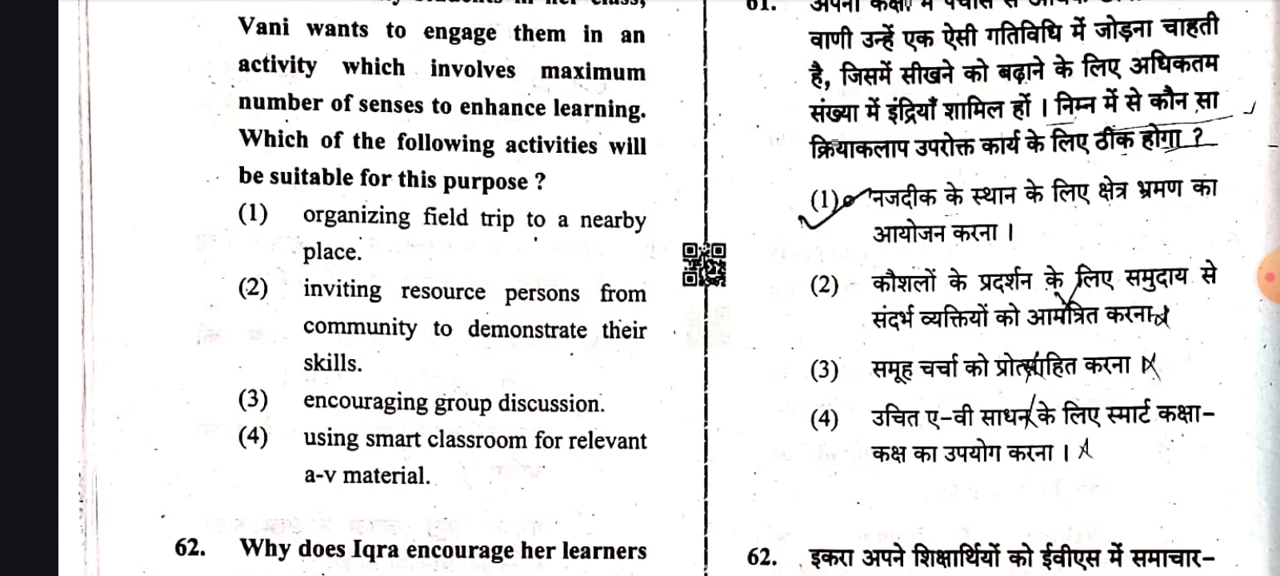 Vani wants to engage them in an
activity which involves maximum
number of senses to enhance learning.
Which of the following activities will
be suitable for this purpose ?
(1) organizing field trip to a nearby
place.
(2) inviting resource persons from
community to demonstrate their
skills.
(3) encouraging group discussion.
(4) using smart classroom for relevant
a-v material.
62. Why does Iqra encourage her learners
61. अपनी कक्षा में पचास से
वाणी उन्हें एक ऐसी गतिविधि में जोड़ना चाहती
है, जिसमें सीखने को बढ़ाने के लिए अधिकतम
संख्या में इंद्रियाँ शामिल हों । निम्न में से कौन सा
क्रियाकलाप उपरोक्त कार्य के लिए ठीक होगा ?
(1) नजदीक के स्थान के लिए क्षेत्र भ्रमण का
आयोजन करना ।
(2) कौशलों के प्रदर्शन के लिए समुदाय से
संदर्भ व्यक्तियों को आमंत्रित करना
(3) समूह चर्चा को प्रोत्साहित करना ।
(4) उचित ए-वी साधन के लिए स्मार्ट कक्षा-
कक्ष का उपयोग करना ।
62. इकरा अपने शिक्षार्थियों को ईवीएस में समाचार-